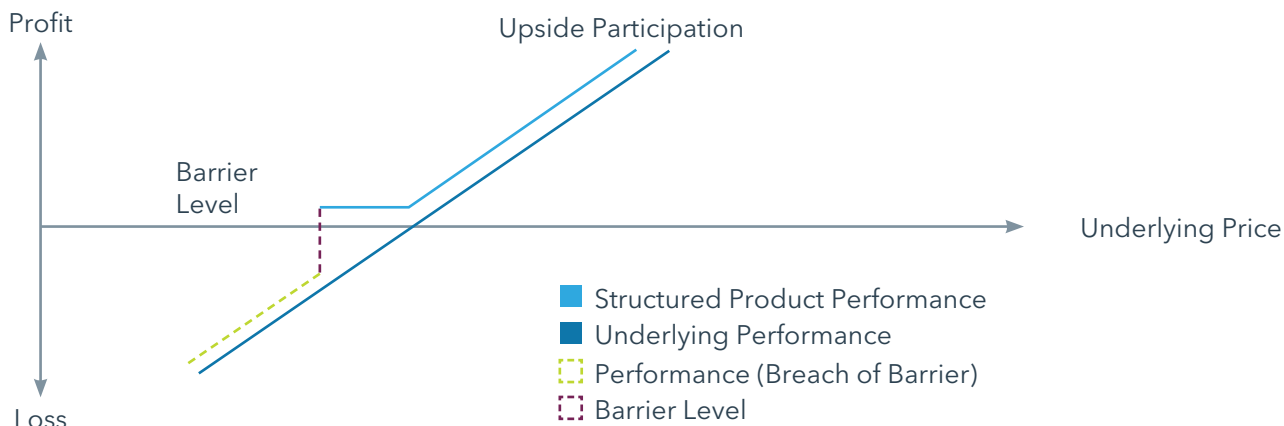 Profit
Upside Participation
Barrier
Level
Underlying Price
Structured Product Performance
Underlying Performance
Performance (Breach of Barrier)
Barrier Level
Loss